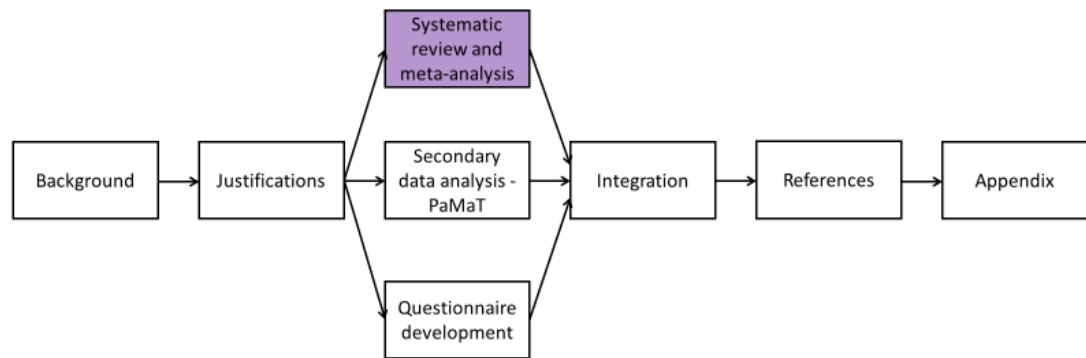 Systematic
review and
meta-analysis
Background
Justifications
Secondary
data analysis -
PaMaT
Integration
References
Appendix
Questionnaire
development